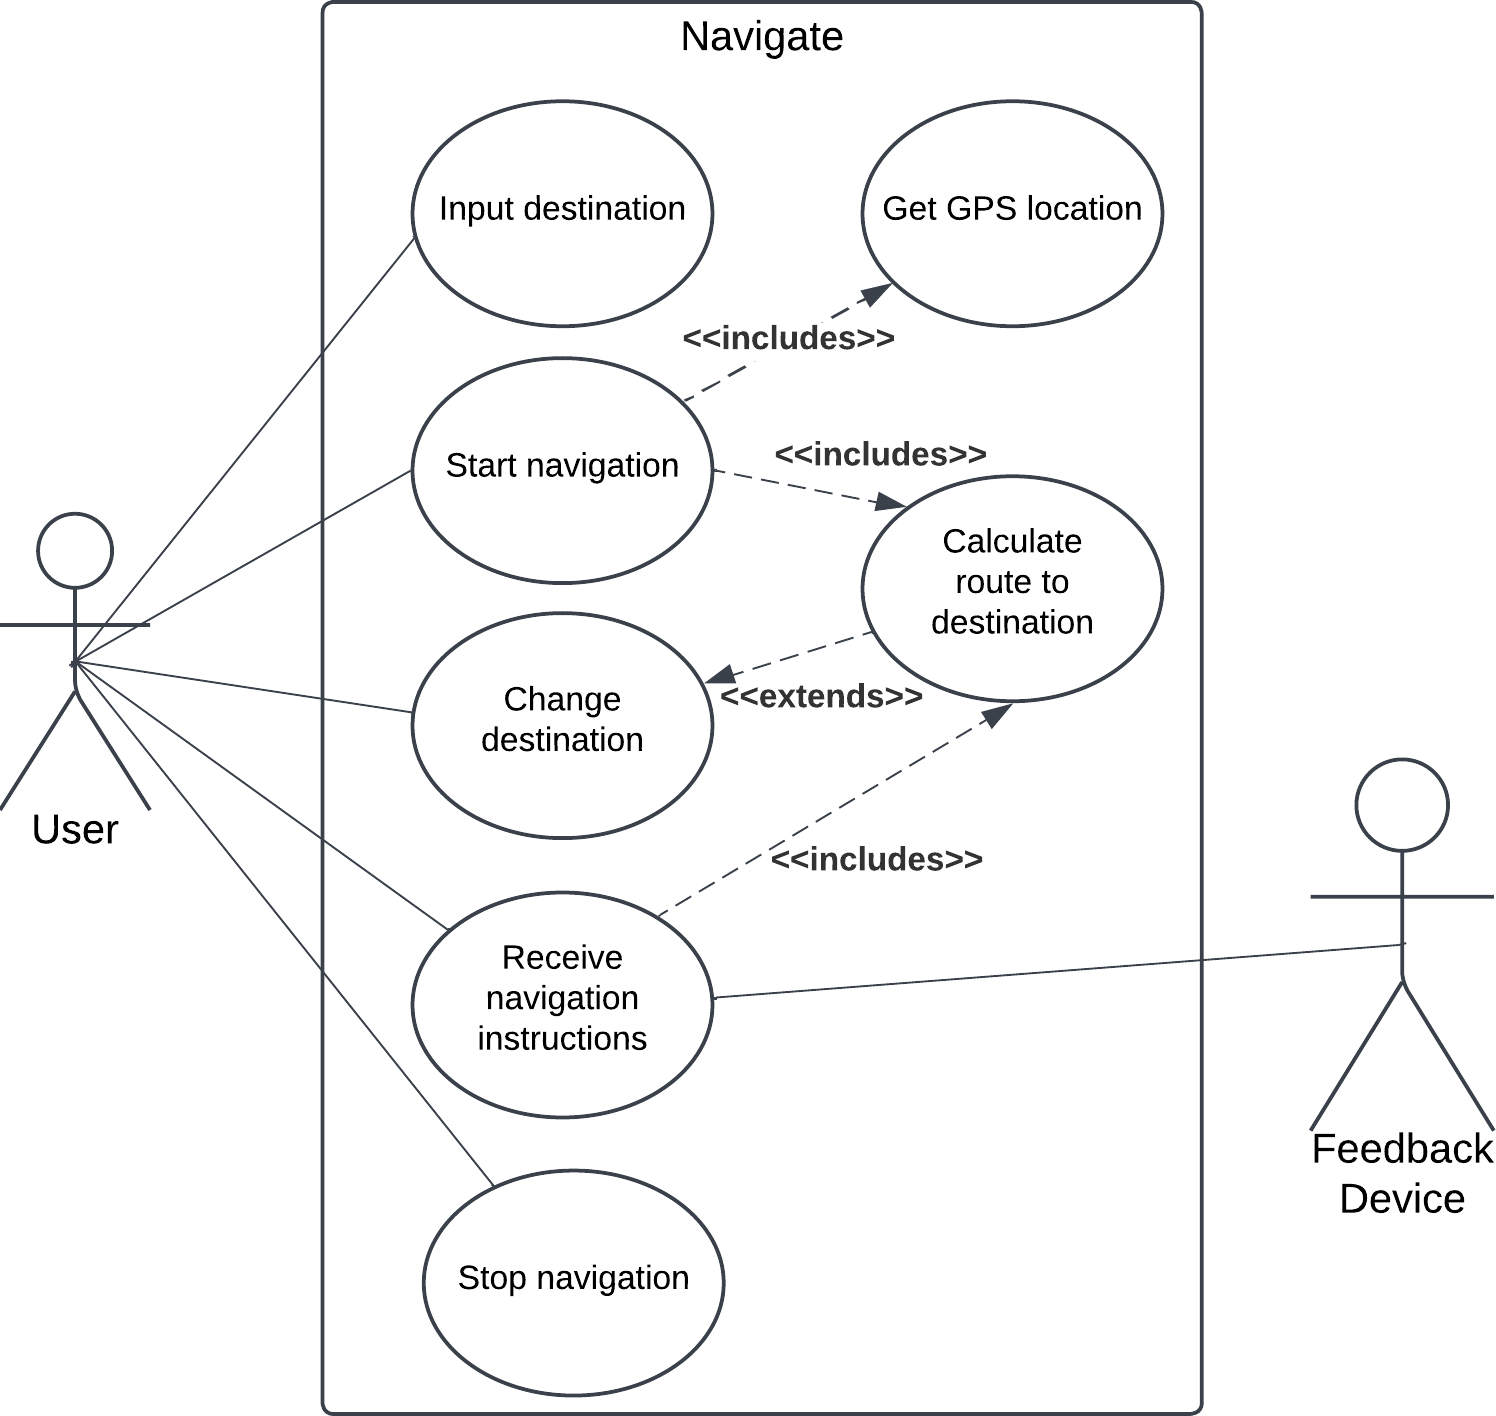 Navigate
Input destination
Get GPS location
<<includes>>
Start navigation
<<includes>>
Calculate
route to
destination
Change
destination
<<extends>>
User
<<includes>>
Receive
navigation
instructions
Feedback
Device
Stop navigation